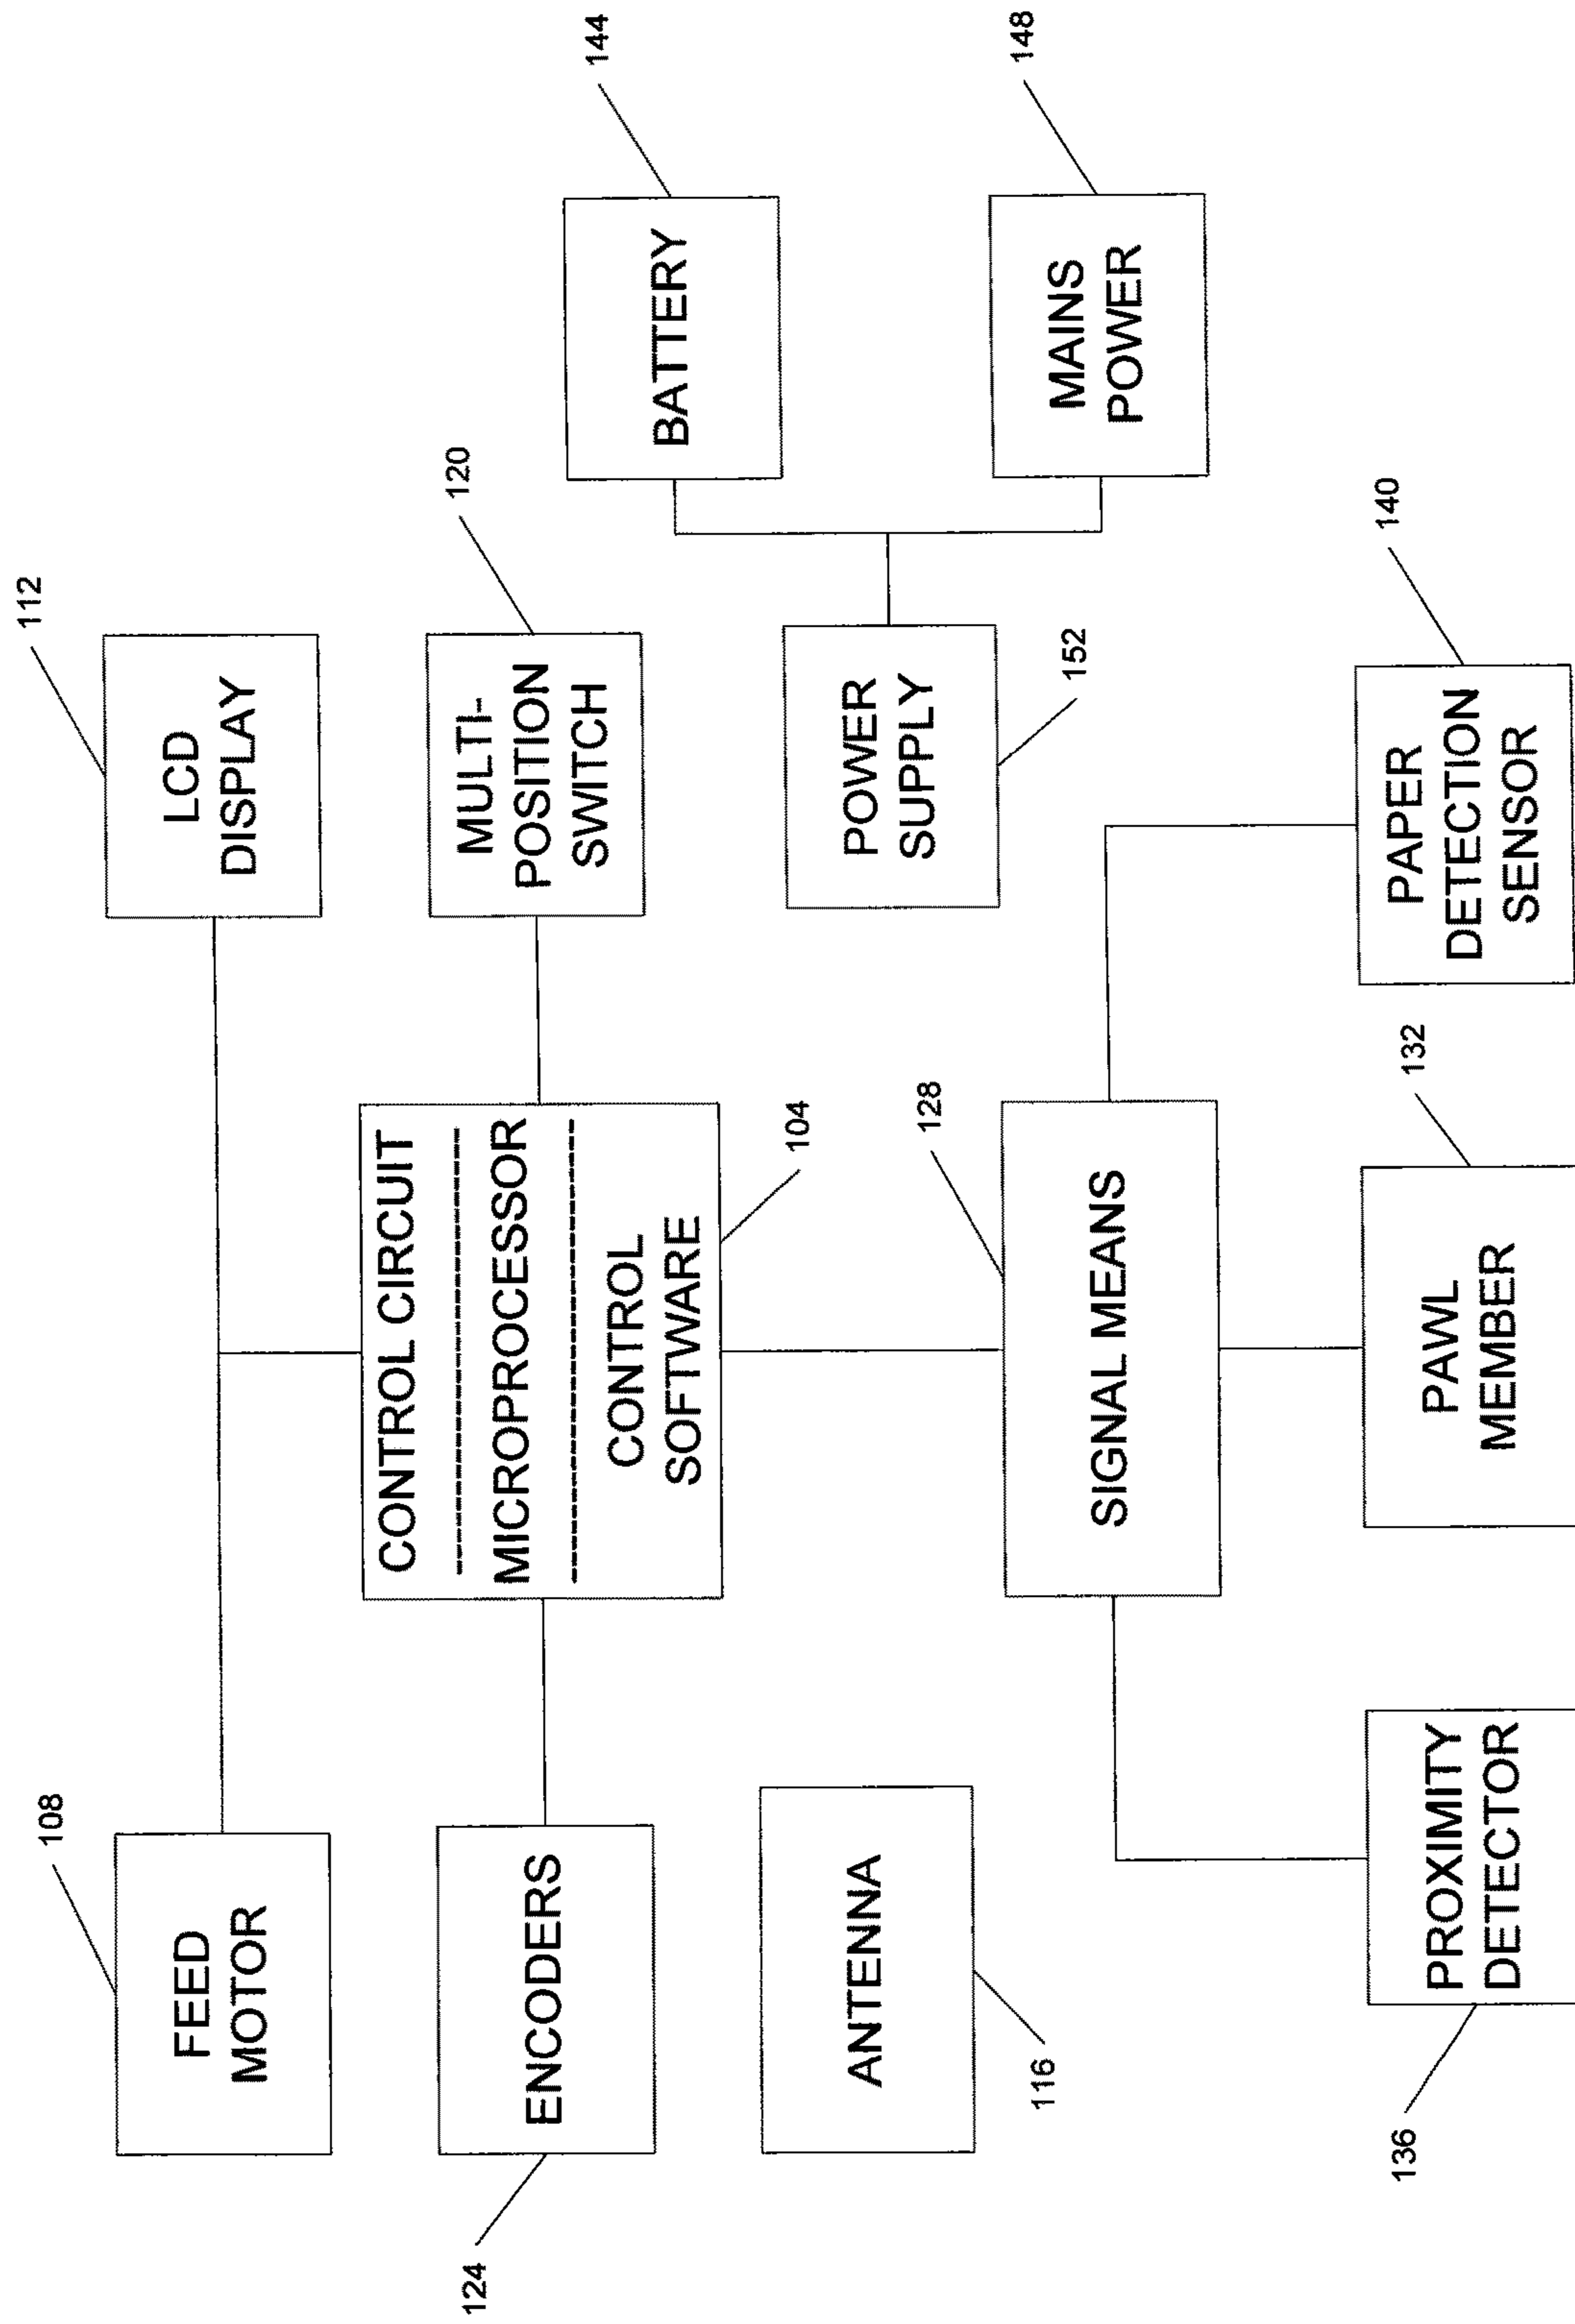 108
FEED
MOTOR
112
LCD
DISPLAY
CONTROL CIRCUIT
MICROPROCESSOR
CONTROL
SOFTWARE
104
124
ENCODERS
120
MULTI-
POSITION
SWITCH
144
BATTERY
ANTENNA
116
POWER
SUPPLY
152
148
MAINS
POWER
128
SIGNAL MEANS
136
PROXIMITY
DETECTOR
132
PAWL
MEMBER
140
PAPER
DETECTION
SENSOR